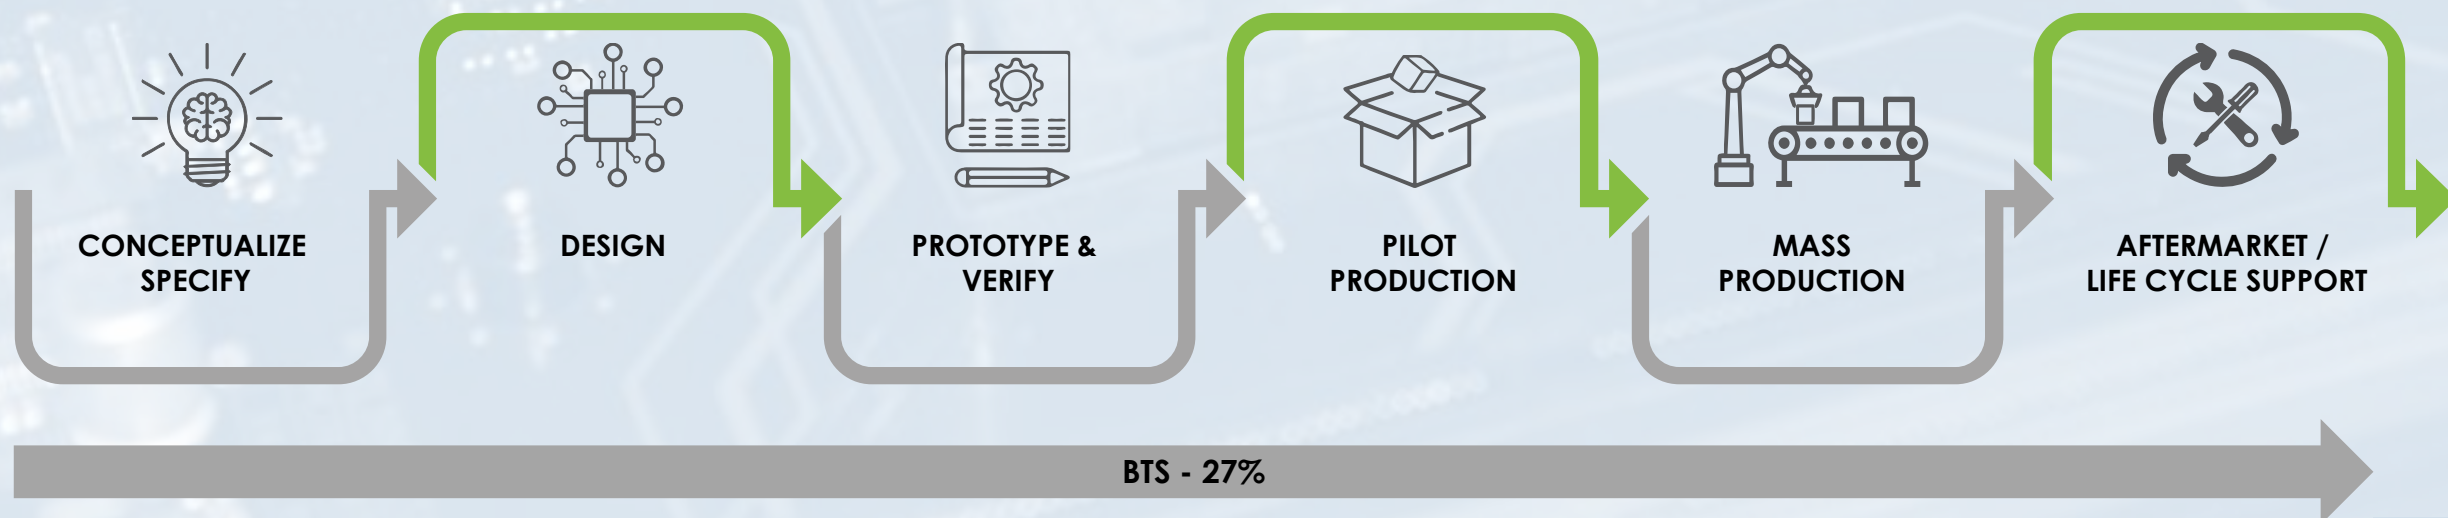 CONCEPTUALIZE
SPECIFY
DESIGN
PROTOTYPE &
VERIFY
PILOT
PRODUCTION
MASS
PRODUCTION
AFTERMARKET /
LIFE CYCLE SUPPORT
BTS - 27%